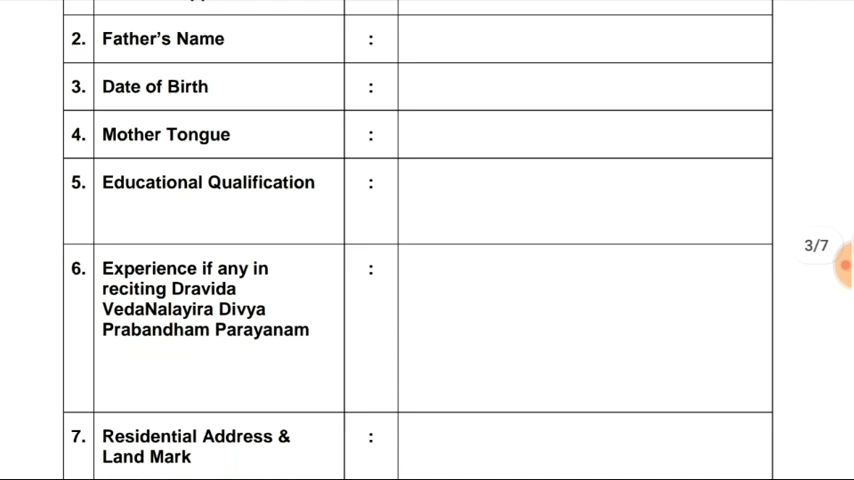 2. Father’s Name :
3. Date of Birth :
4. Mother Tongue :
5. Educational Qualification :
3/7
6. Experience if any in :
reciting Dravida
VedaNalayira Divya
Prabandham Parayanam
7. Residential Address & :
Land Mark